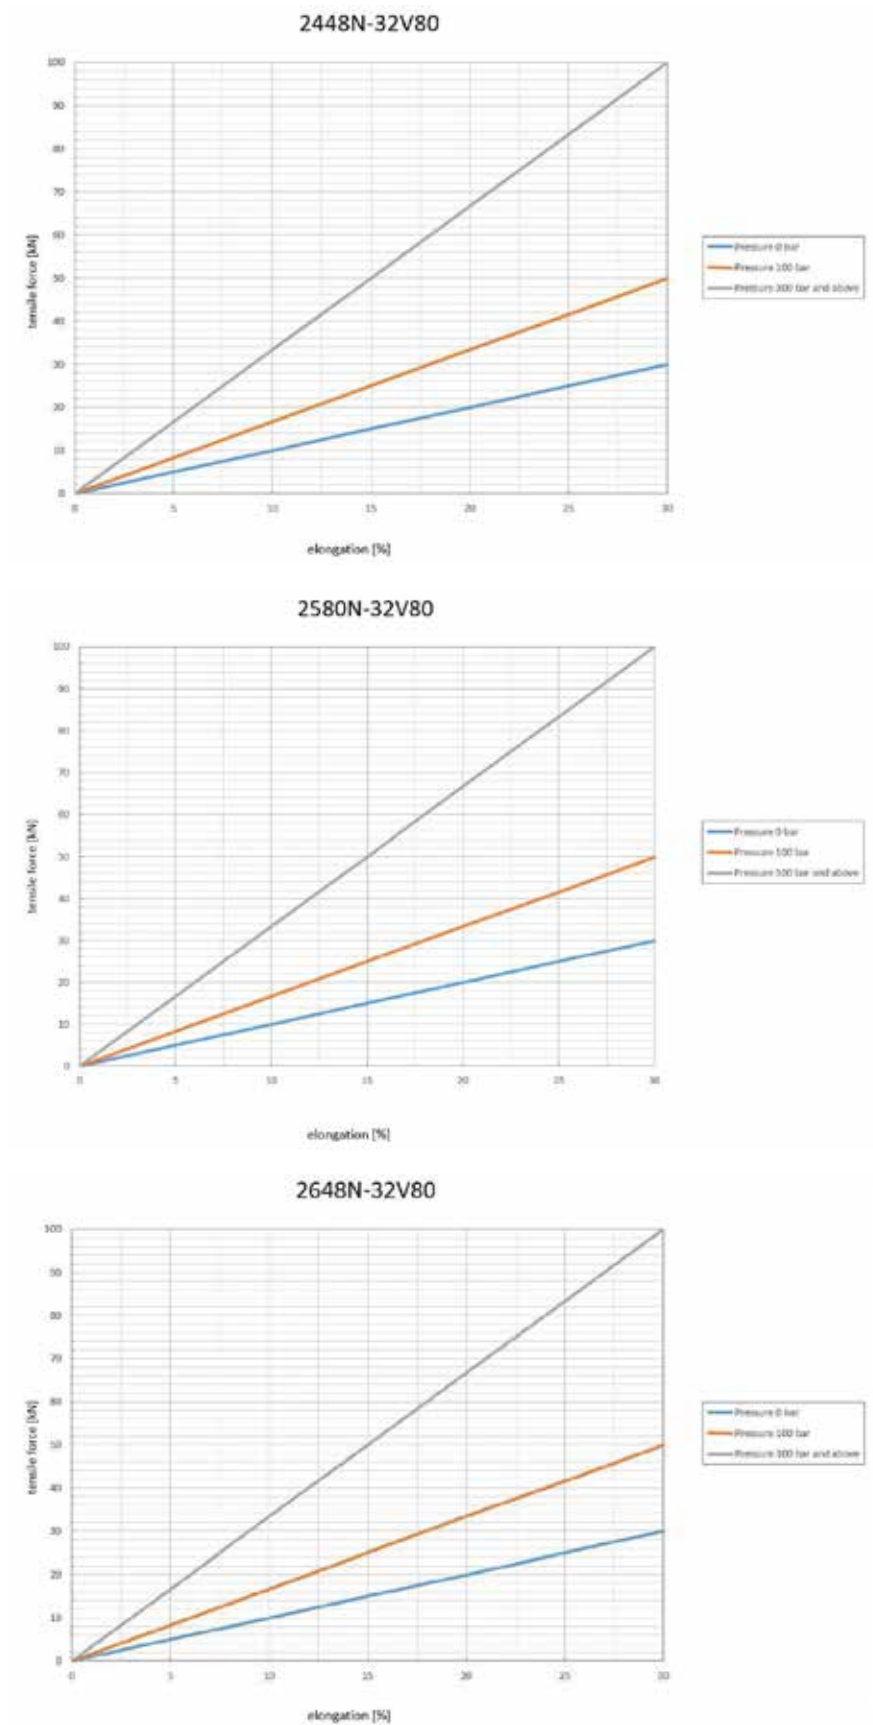 2448N-32V80
100
90
80
70
60
50
40
30
20
10
0
tensile force [kN]
0 5 10 15 20 25 30
elongation [%]
Pressure 0 bar
Pressure 100 bar
Pressure 300 bar and above
2580N-32V80
100
90
80
70
60
50
40
30
20
10
0
tensile force [kN]
0 5 10 15 20 25 30
elongation [%]
Pressure 0 bar
Pressure 100 bar
Pressure 300 bar and above
2648N-32V80
100
90
80
70
60
50
40
30
20
10
0
tensile force [kN]
0 5 10 15 20 25 30
elongation [%]
Pressure 0 bar
Pressure 100 bar
Pressure 300 bar and above